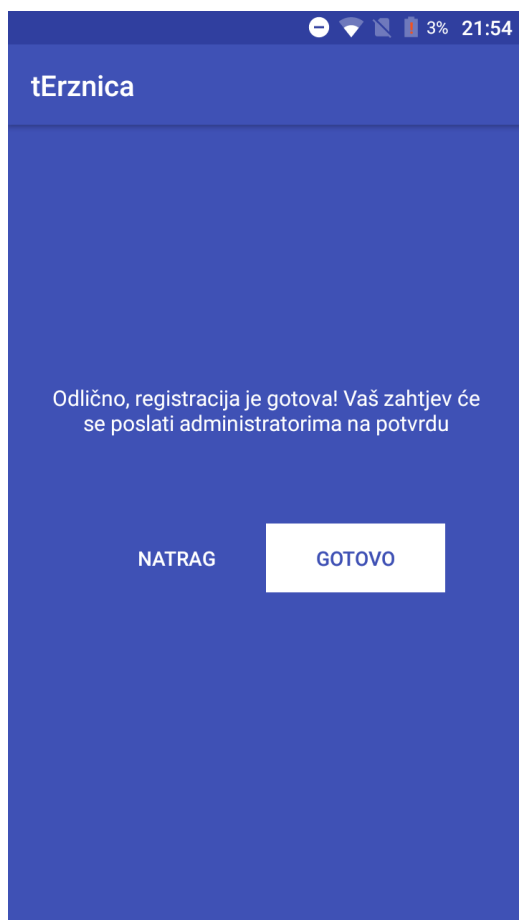 3% 21:54
tErznica
Odlično, registracija je gotova! Vaš zahtjev će
se poslati administratorima na potvrdu
NATRAG GOTOVO